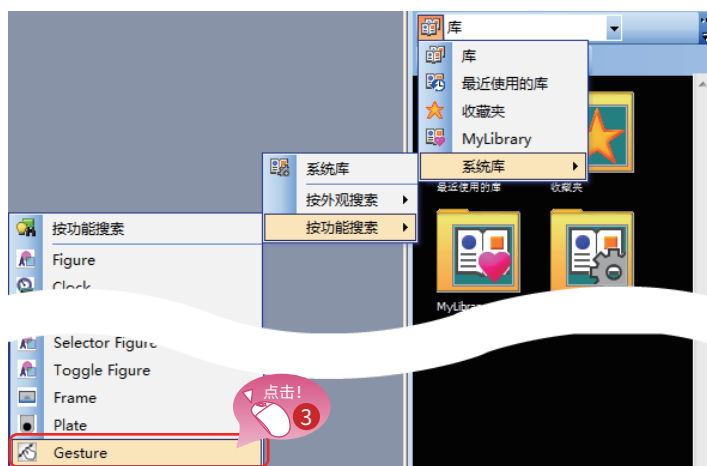 库
库
最近使用的库
收藏夹
MyLibrary
系统库
最近使用的库
收藏夹
系统库
按外观搜索
按功能搜索
按功能搜索
Figure
Clock
Selector Figure
Toggle Figure
Frame
Plate
Gesture
点击!
3